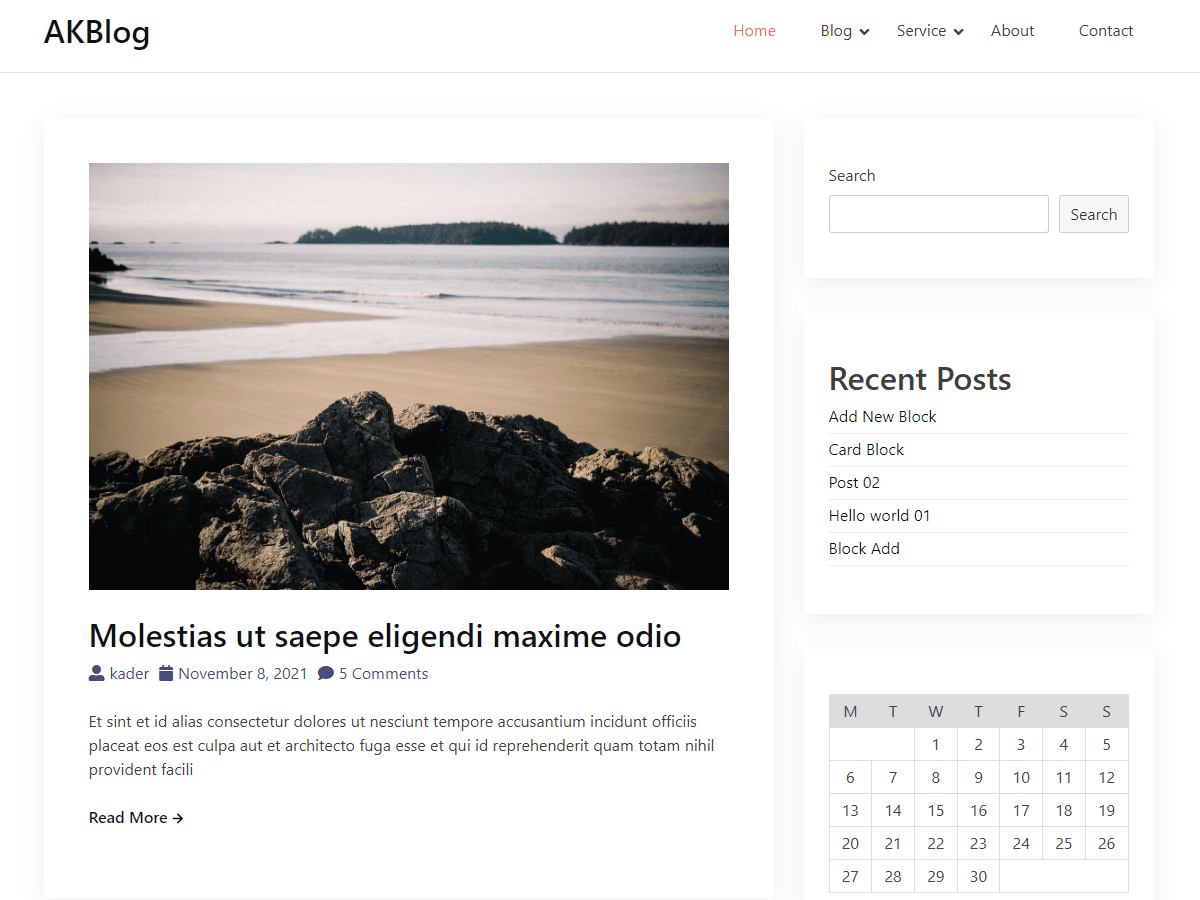 AKBlog
Home Blog Service About Contact
Molestias ut saepe eligendi maxime odio
kader November 8, 2021 5 Comments
Et sint et id alias consectetur dolores ut nesciunt tempore accusantium incidunt officiis
placeat eos est culpa aut et architecto fuga esse et qui id reprehenderit quam totam nihil
provident facili
Read More
Search
Search
Recent Posts
Add New Block
Card Block
Post 02
Hello world 01
Block Add
M T W T F S S
1 2 3 4 5
6 7 8 9 10 11 12
13 14 15 16 17 18 19
20 21 22 23 24 25 26
27 28 29 30